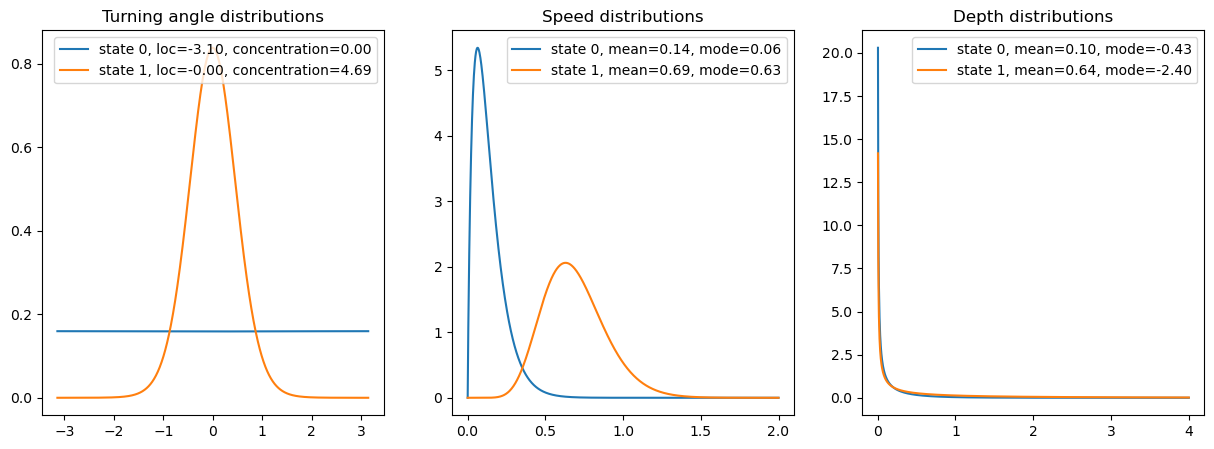 Turning angle distributions
state 0, loc=-3.10, concentration=0.00
state 1, loc=-0.00, concentration=4.69
0.8
0.6
0.4
0.2
0.0
−3 −2 −1 0 1 2 3
Speed distributions
state 0, mean=0.14, mode=0.06
state 1, mean=0.69, mode=0.63
5
4
3
2
1
0
0.0 0.5 1.0 1.5 2.0
Depth distributions
state 0, mean=0.10, mode=-0.43
state 1, mean=0.64, mode=-2.40
20.0
17.5
15.0
12.5
10.0
7.5
5.0
2.5
0.0
0 1 2 3 4